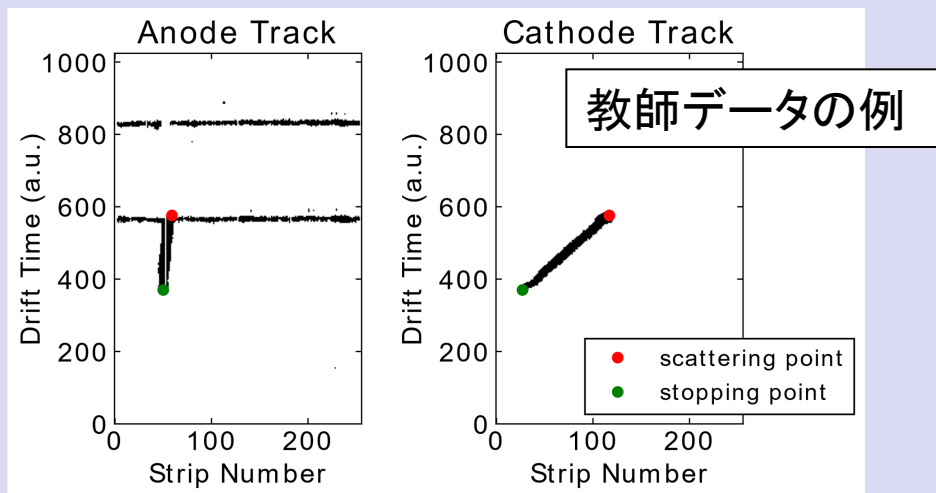 Anode Track
1000
800
600
400
200
0
0 100 200
Drift Time (a.u.)
Strip Number
Cathode Track
1000
800
600
400
200
0
0 100 200
Drift Time (a.u.)
Strip Number
教師データの例
scattering point
stopping point